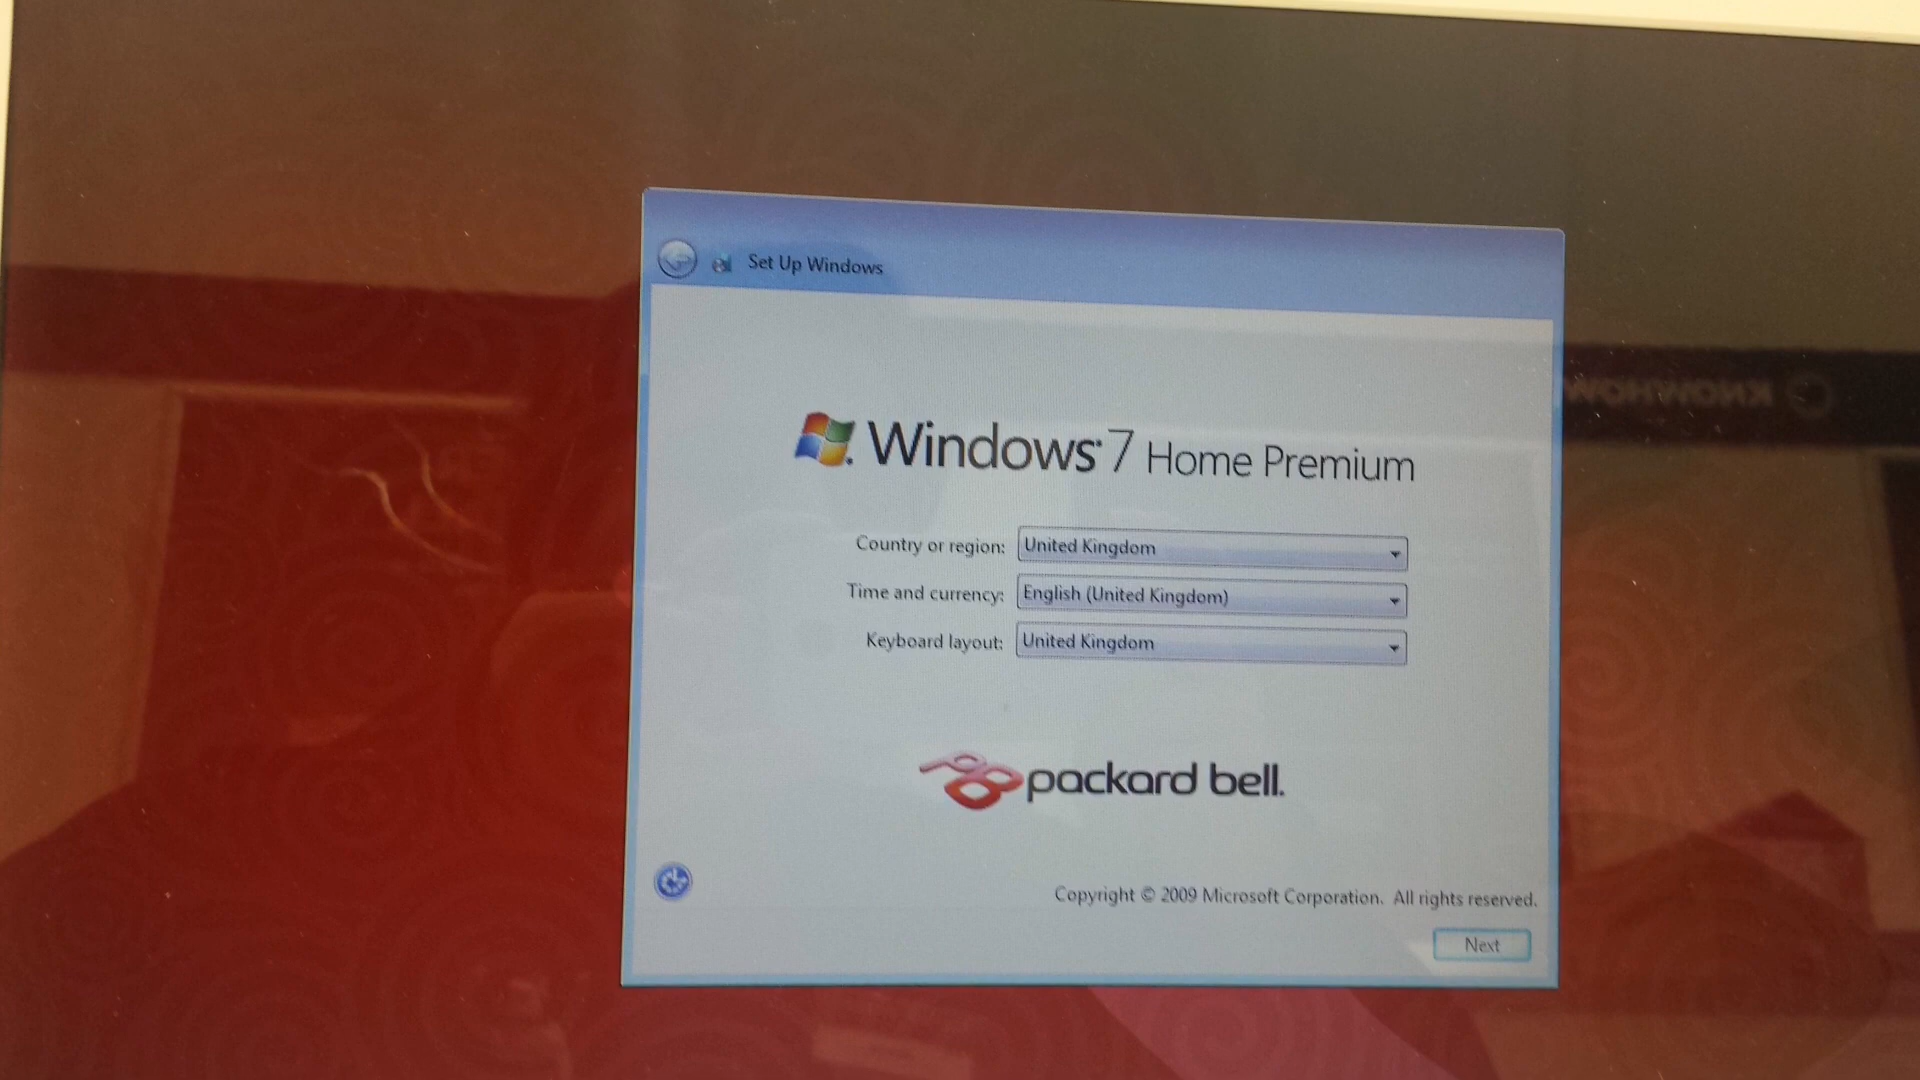 Set Up Windows
Windows 7 Home Premium
Country or region: United Kingdom
Time and currency: English (United Kingdom)
Keyboard layout: United Kingdom
KNOWHOW
packard bell.
Copyright © 2009 Microsoft Corporation. All rights reserved.
Next